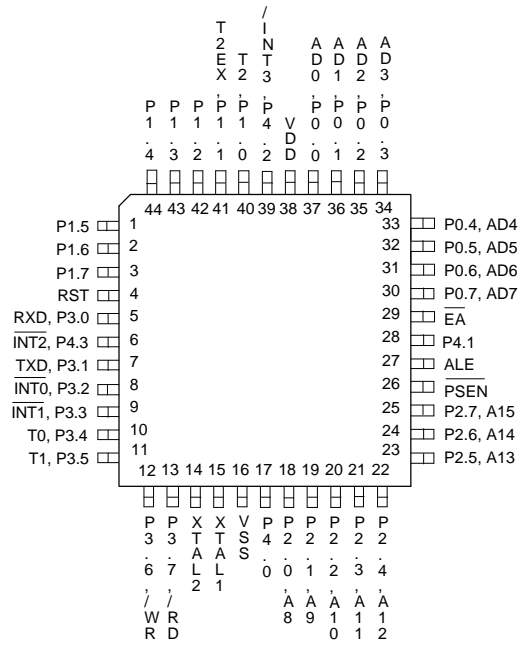 P1.4
P1.3
P1.2
T2EX,P1.1
T2,P1.0
/INT3,P4.2
VDD
AD0,P0.0
AD1,P0.1
AD2,P0.2
AD3,P0.3
44 43 42 41 40 39 38 37 36 35 34
P1.5 1
P1.6 2
P1.7 3
RST 4
RXD, P3.0 5
INT2, P4.3 6
TXD, P3.1 7
INT0, P3.2 8
INT1, P3.3 9
T0, P3.4 10
T1, P3.5 11
33 P0.4, AD4
32 P0.5, AD5
31 P0.6, AD6
30 P0.7, AD7
29 EA
28 P4.1
27 ALE
26 PSEN
25 P2.7, A15
24 P2.6, A14
23 P2.5, A13
12 13 14 15 16 17 18 19 20 21 22
P3.6,/WR
P3.7,/RD
XTAL2
XTAL1
VSS
P4.0
P2.0,A8
P2.1,A9
P2.2,A10
P2.3,A11
P2.4,A12